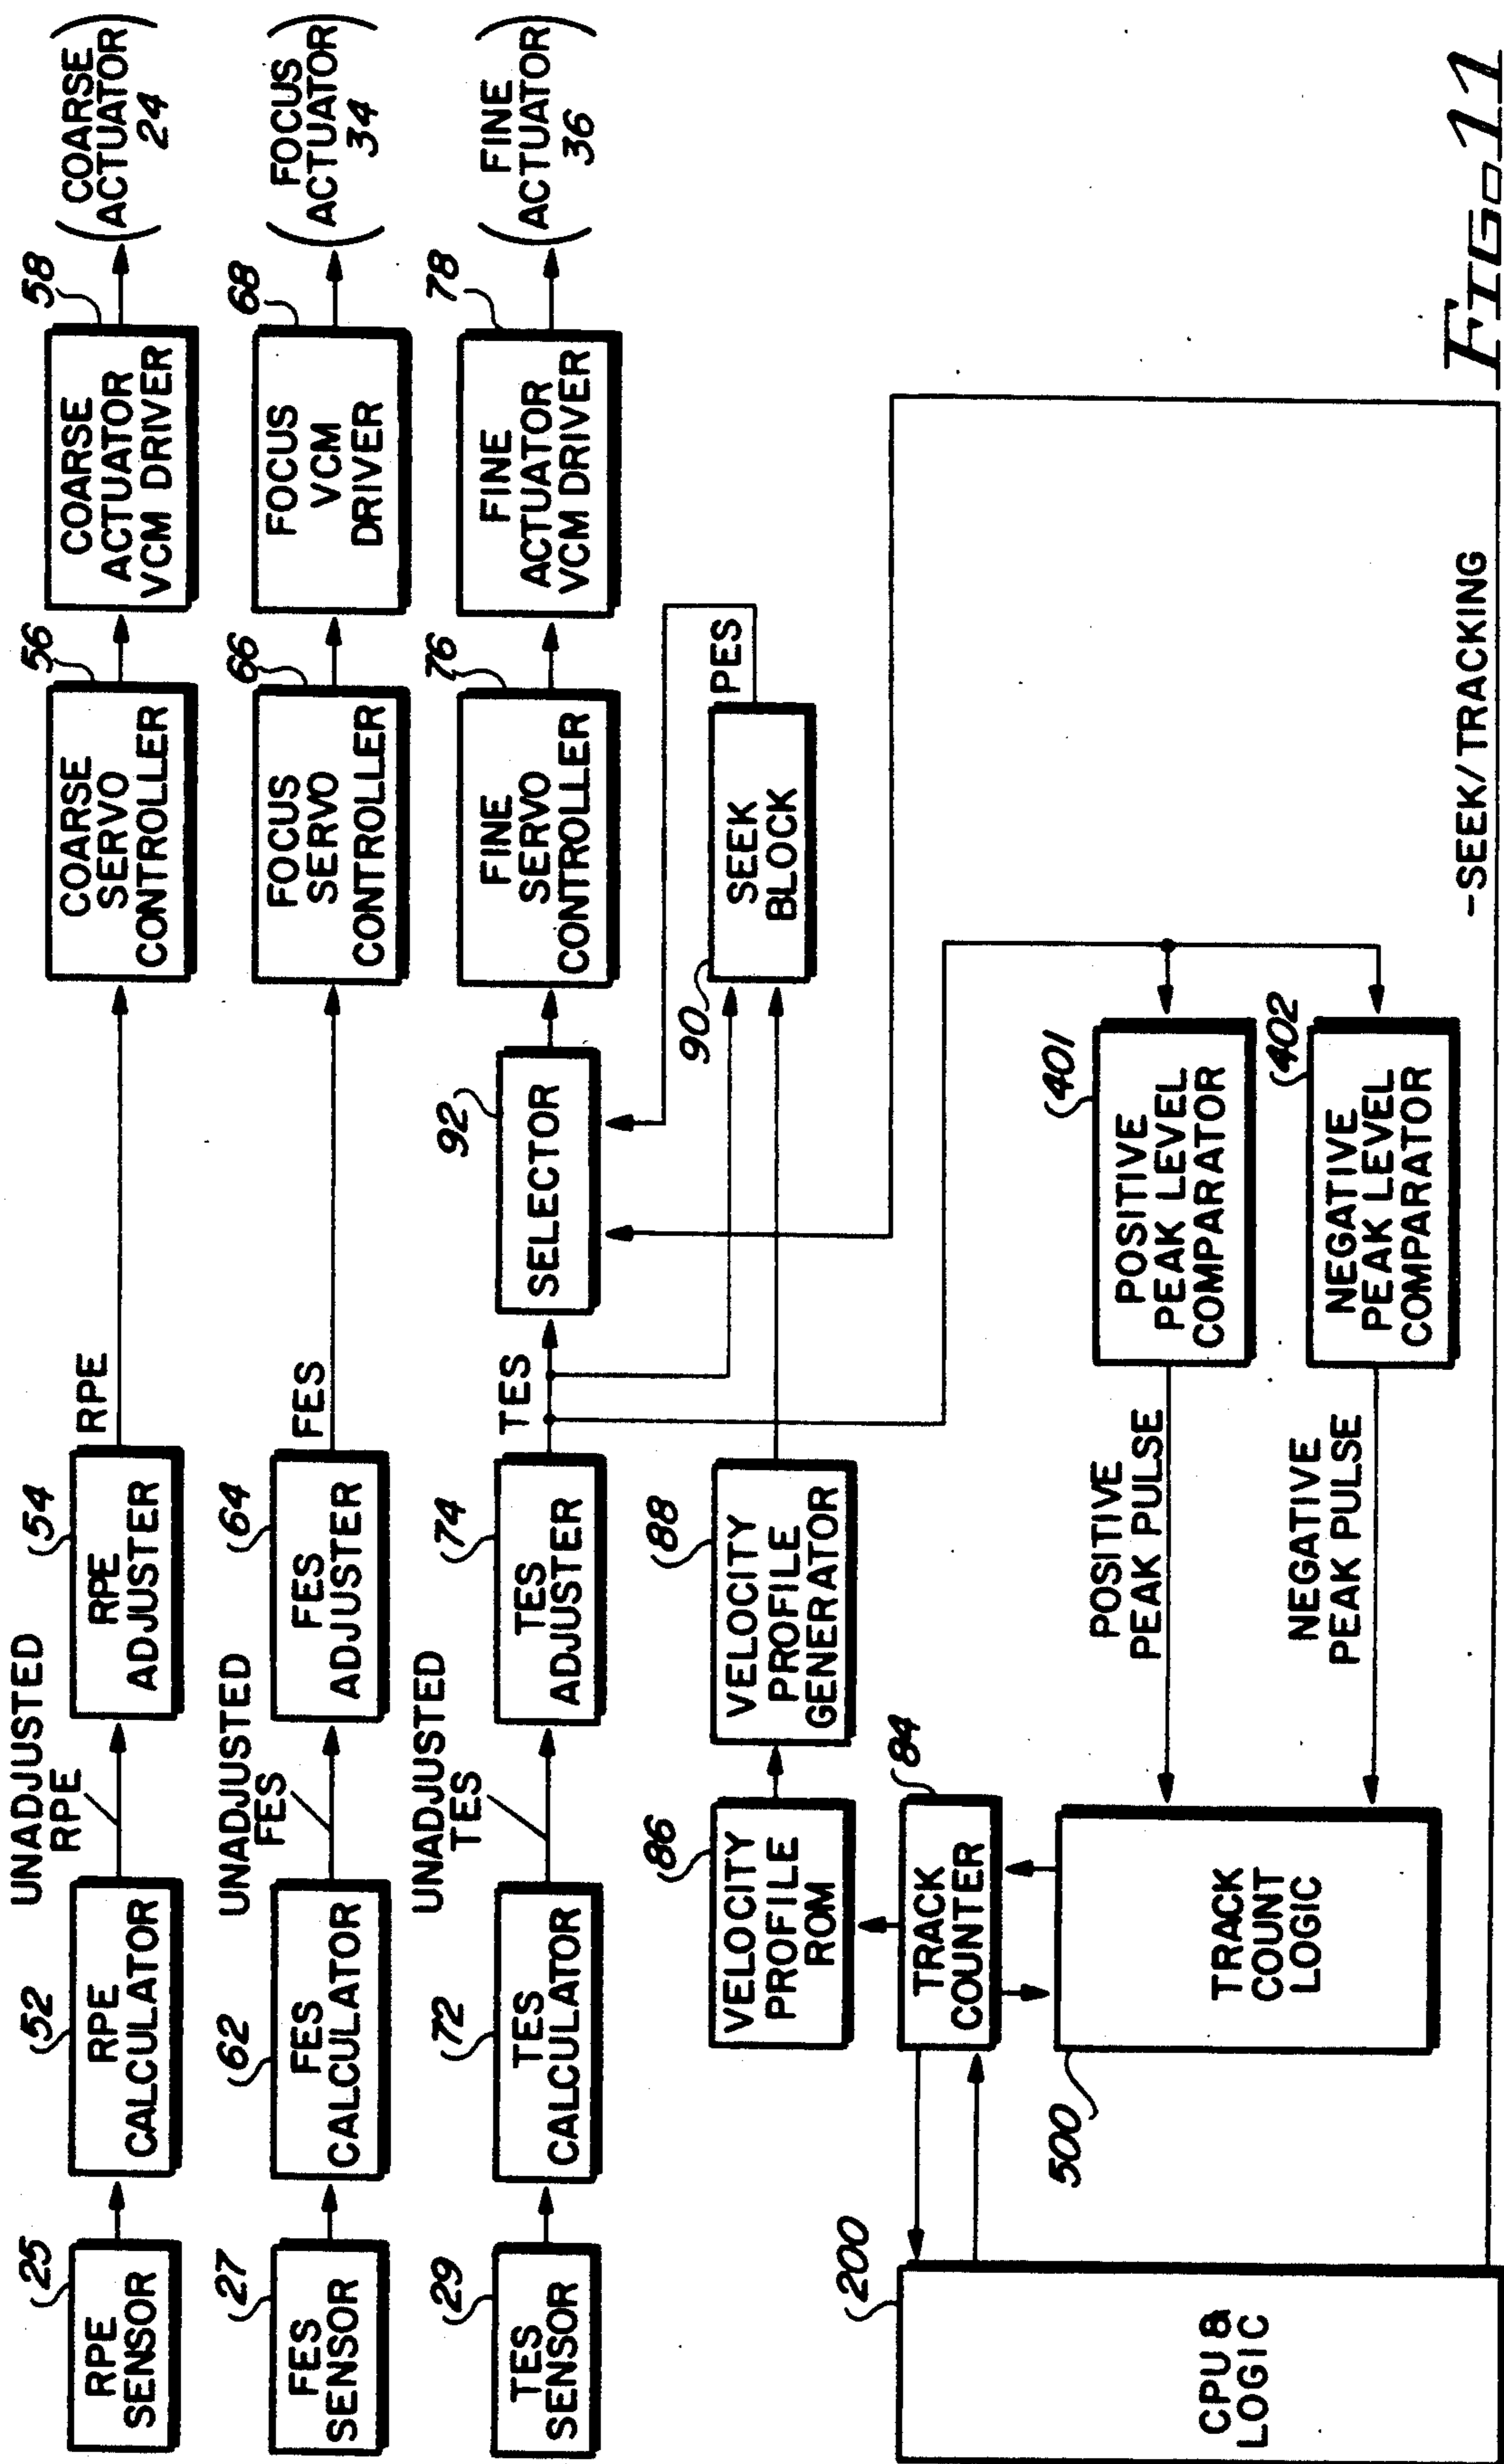 25
RPE
SENSOR
52
RPE
CALCULATOR
UNADJUSTED
RPE
54
RPE
ADJUSTER
RPE
56
COARSE
SERVO
CONTROLLER
58
COARSE
ACTUATOR
VCM DRIVER
(COARSE
ACTUATOR)
24
27
FES
SENSOR
62
FES
CALCULATOR
UNADJUSTED
FES
64
FES
ADJUSTER
FES
66
FOCUS
SERVO
CONTROLLER
68
FOCUS
VCM
DRIVER
(FOCUS
ACTUATOR)
34
29
TES
SENSOR
72
TES
CALCULATOR
UNADJUSTED
TES
74
TES
ADJUSTER
TES
92
SELECTOR
76
FINE
SERVO
CONTROLLER
78
FINE
ACTUATOR
VCM DRIVER
(FINE
ACTUATOR)
36
86
VELOCITY
PROFILE
ROM
88
VELOCITY
PROFILE
GENERATOR
90
SEEK
BLOCK
PES
84
TRACK
COUNTER
200
CPU &
LOGIC
500
TRACK
COUNT
LOGIC
POSITIVE
PEAK PULSE
NEGATIVE
PEAK PULSE
401
POSITIVE
PEAK LEVEL
COMPARATOR
402
NEGATIVE
PEAK LEVEL
COMPARATOR
-SEEK/TRACKING
FIG. 11